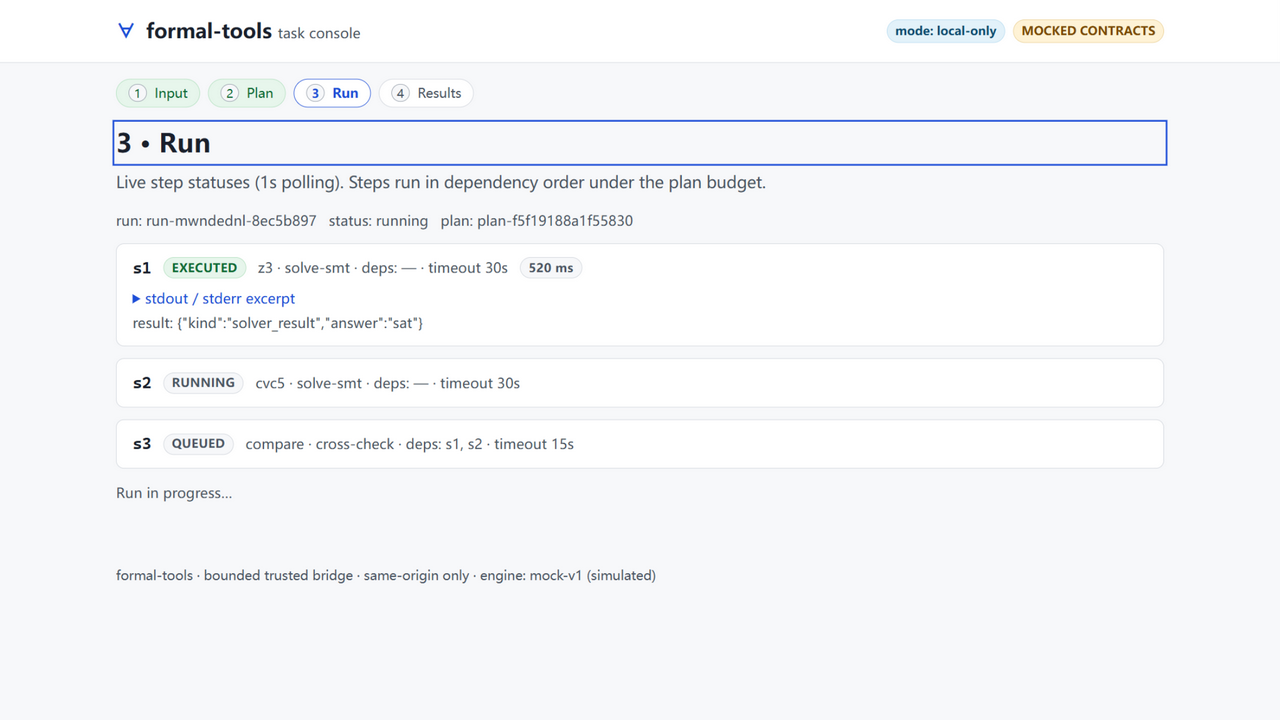 ∀ formal-tools task console mode: local-only MOCKED CONTRACTS
1 Input 2 Plan 3 Run 4 Results
3 • Run
Live step statuses (1s polling). Steps run in dependency order under the plan budget.
run: run-mwndednl-8ec5b897 status: running plan: plan-f5f19188a1f55830
s1 EXECUTED z3 · solve-smt · deps: — · timeout 30s 520 ms
▶ stdout / stderr excerpt
result: {"kind":"solver_result","answer":"sat"}
s2 RUNNING cvc5 · solve-smt · deps: — · timeout 30s
s3 QUEUED compare · cross-check · deps: s1, s2 · timeout 15s
Run in progress…
formal-tools · bounded trusted bridge · same-origin only · engine: mock-v1 (simulated)